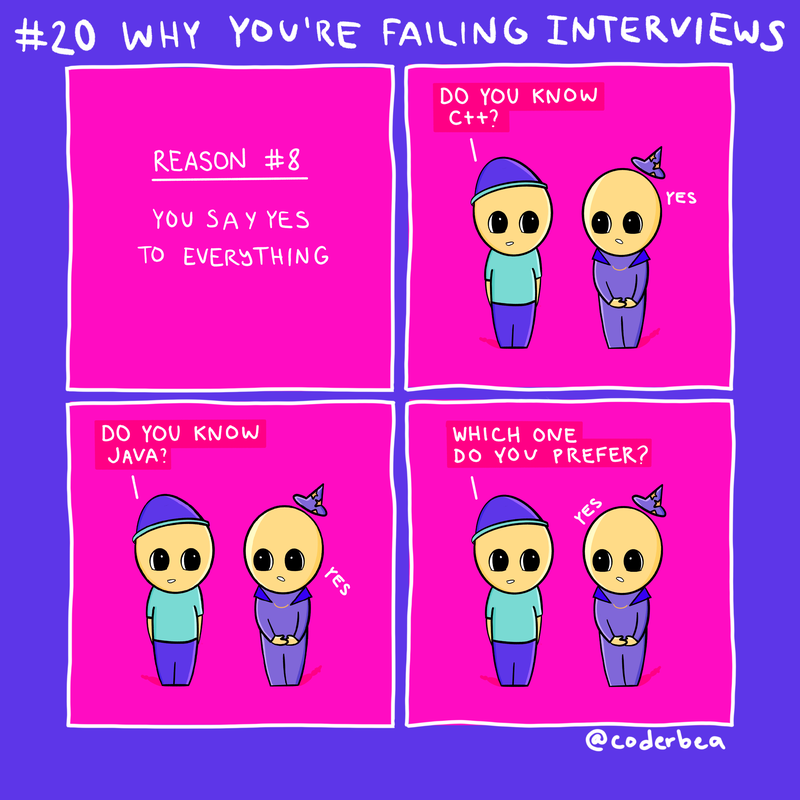 #20 WHY YOU'RE FAILING INTERVIEWS
REASON #8
YOU SAY YES
TO EVERYTHING
DO YOU KNOW
C++?
YES
DO YOU KNOW
JAVA?
YES
WHICH ONE
DO YOU PREFER?
YES
@coderbea